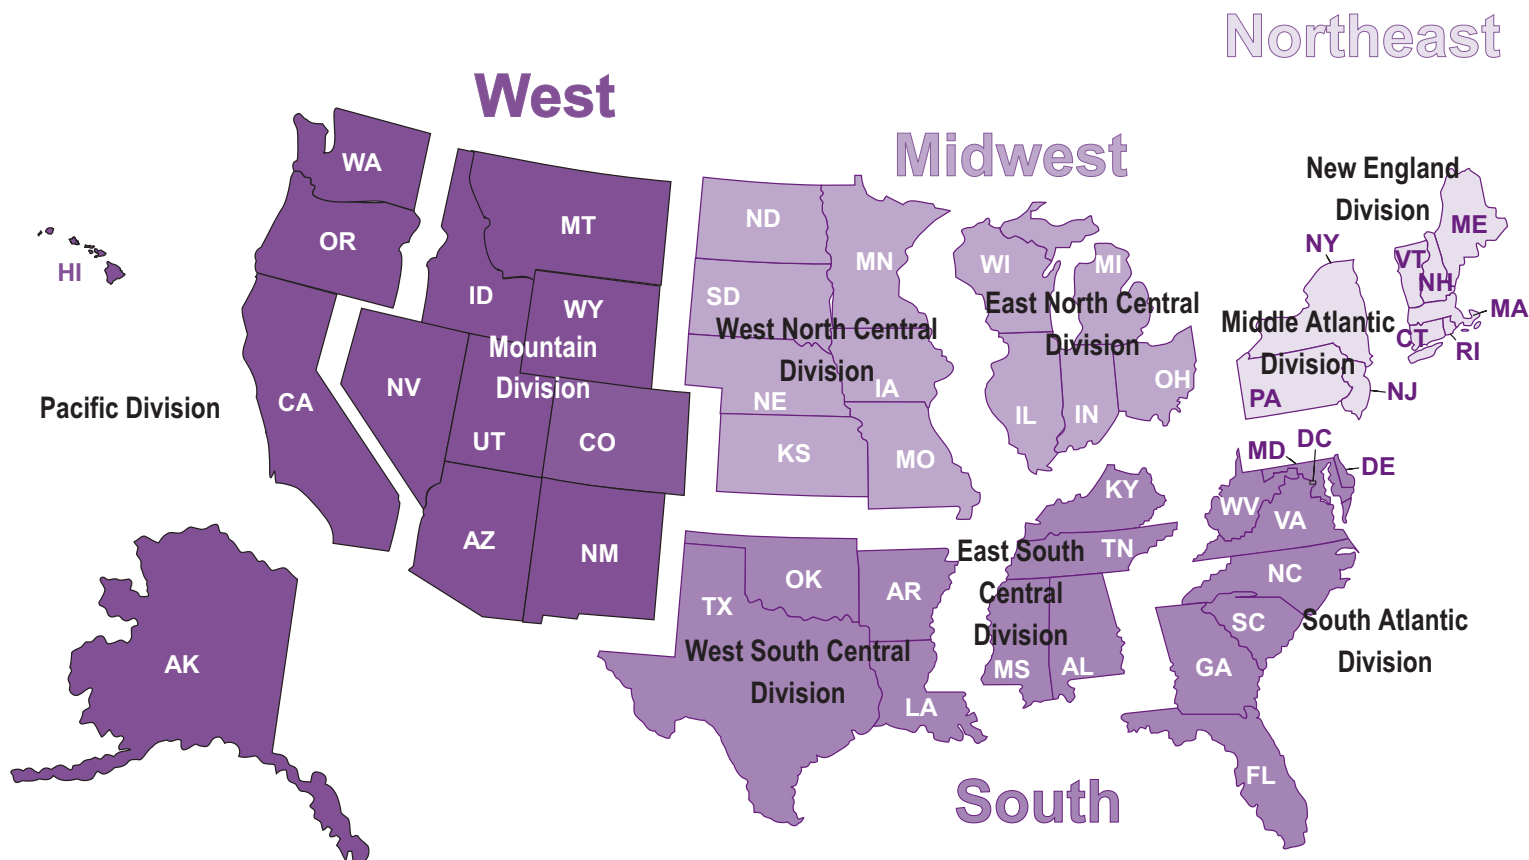 Northeast
West
Midwest
New England
Division
WA
MT
ND
ME
OR
NY
VT
HI
MN
WI
MI
NH
ID
WY
SD
East North Central
Division
MA
West North Central
Division
Middle Atlantic
Division
CT
RI
Mountain
Division
NV
CA
Pacific Division
NE
IA
OH
PA
NJ
IL
IN
UT
CO
KS
MO
MD
DC
DE
KY
WV
VA
AZ
NM
East South
Central
Division
TN
OK
AR
TX
NC
SC
South Atlantic
Division
West South Central
Division
AK
MS
AL
GA
LA
FL
South